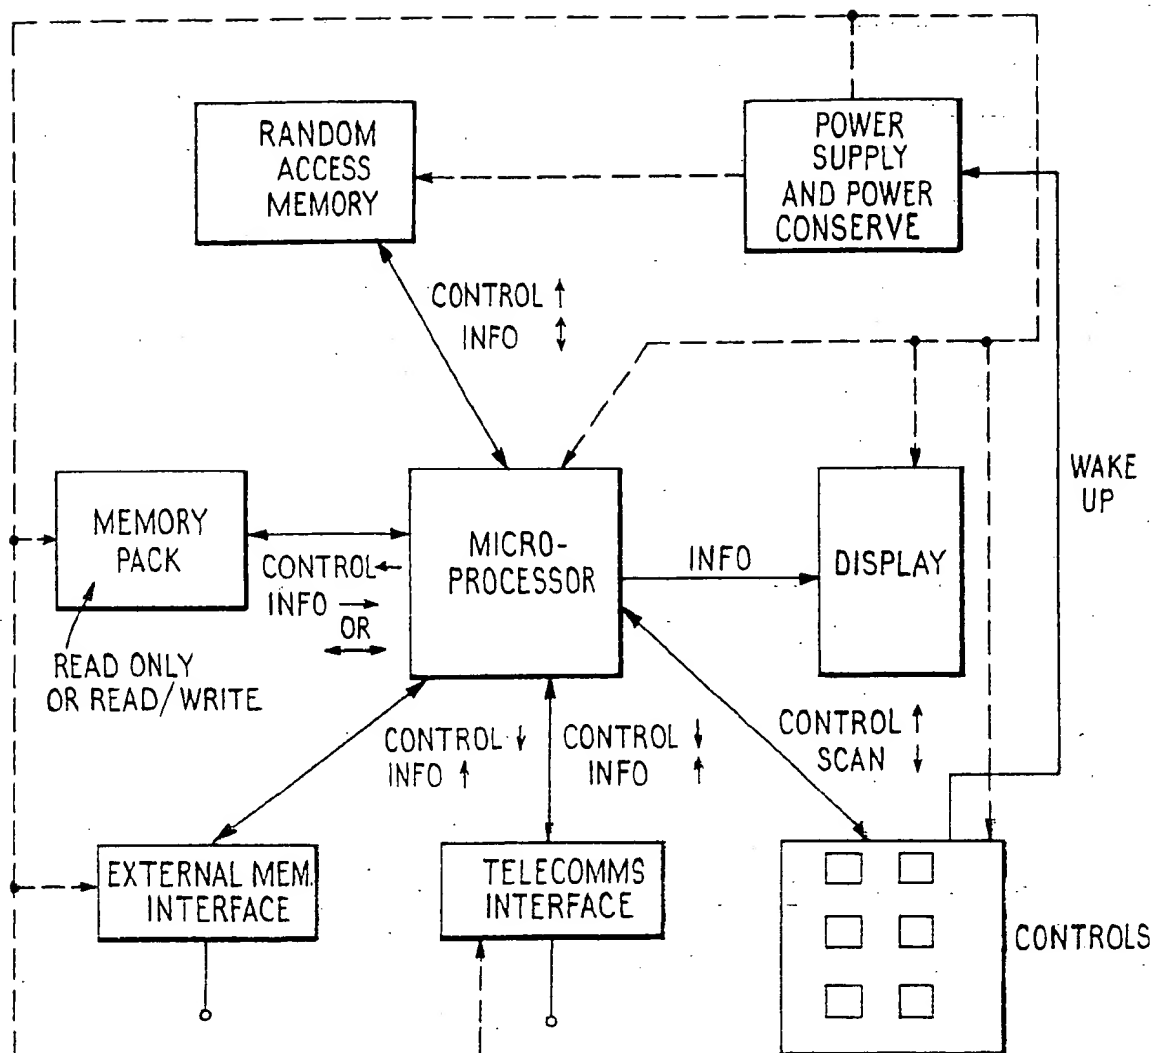 RANDOM
ACCESS
MEMORY
POWER
SUPPLY
AND POWER
CONSERVE
CONTROL ↑
INFO ↕
WAKE
UP
MEMORY
PACK
CONTROL ←
INFO →
OR
↔
READ ONLY
OR READ/WRITE
MICRO-
PROCESSOR
INFO
DISPLAY
CONTROL ↓
INFO ↑
CONTROL ↓
INFO ↑
CONTROL ↑
SCAN ↓
EXTERNAL MEM.
INTERFACE
TELECOMMS
INTERFACE
CONTROLS